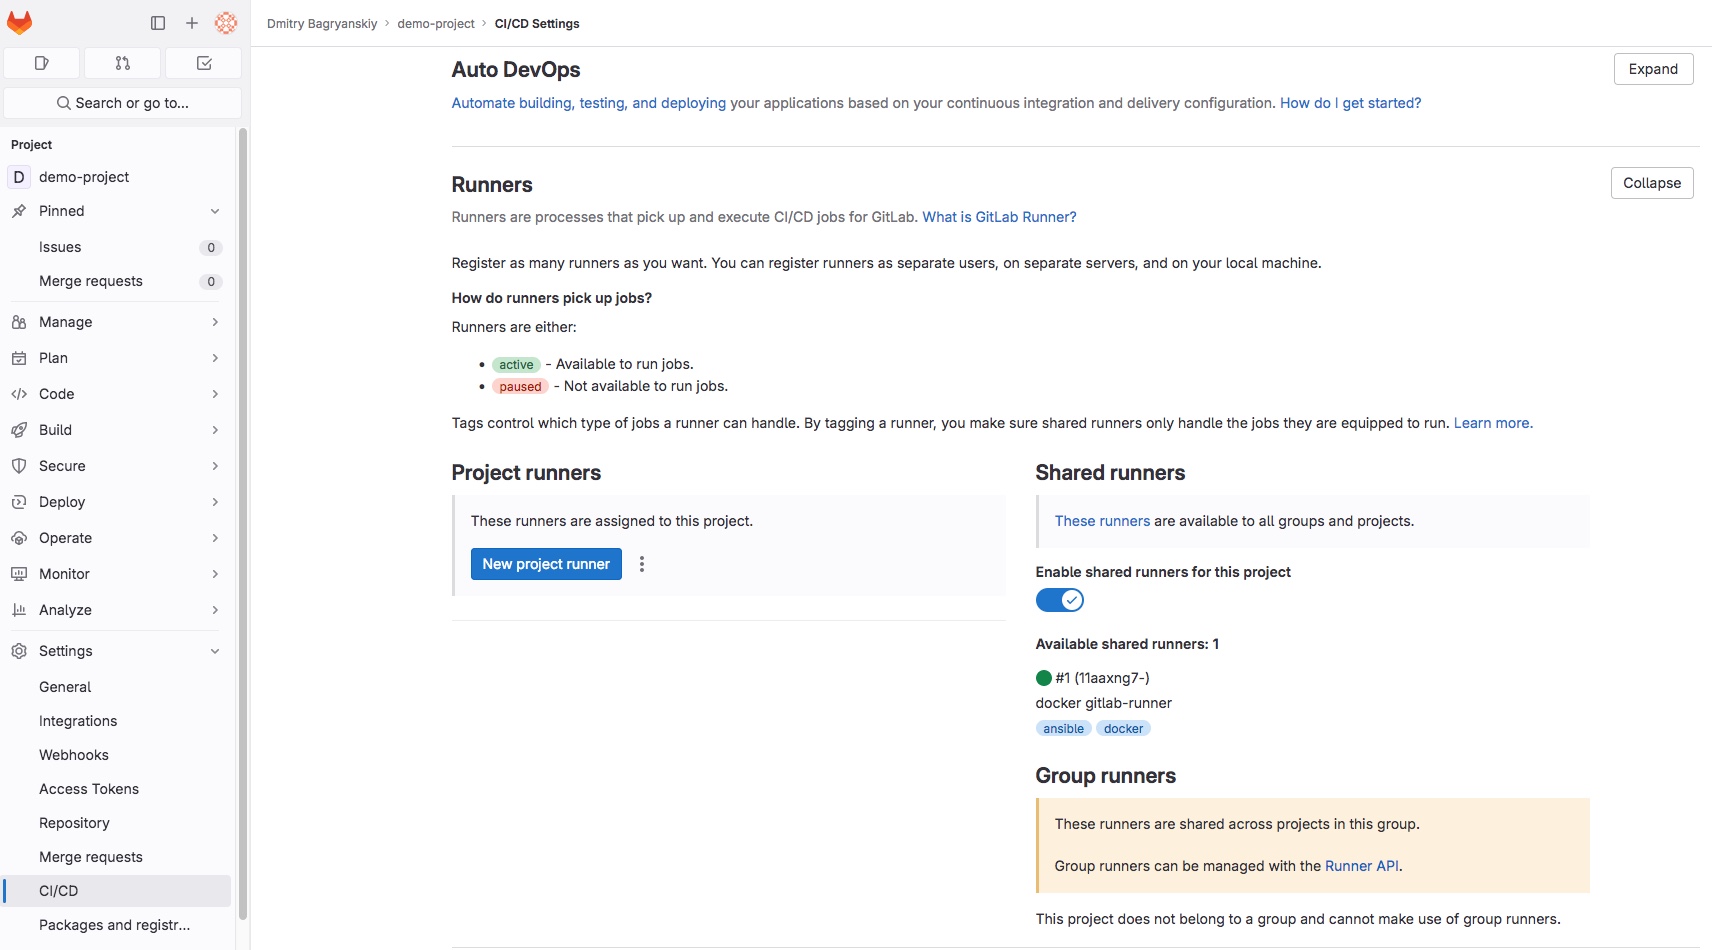 Dmitry Bagryanskiy › demo-project › CI/CD Settings
Search or go to...
Project
D demo-project
Pinned
Issues 0
Merge requests 0
Manage
Plan
Code
Build
Secure
Deploy
Operate
Monitor
Analyze
Settings
General
Integrations
Webhooks
Access Tokens
Repository
Merge requests
CI/CD
Packages and registr...
Auto DevOps
Expand
Automate building, testing, and deploying your applications based on your continuous integration and delivery configuration. How do I get started?
Runners
Collapse
Runners are processes that pick up and execute CI/CD jobs for GitLab. What is GitLab Runner?
Register as many runners as you want. You can register runners as separate users, on separate servers, and on your local machine.
How do runners pick up jobs?
Runners are either:
• active - Available to run jobs.
• paused - Not available to run jobs.
Tags control which type of jobs a runner can handle. By tagging a runner, you make sure shared runners only handle the jobs they are equipped to run. Learn more.
Project runners
These runners are assigned to this project.
New project runner
Shared runners
These runners are available to all groups and projects.
Enable shared runners for this project
Available shared runners: 1
#1 (11aaxng7-)
docker gitlab-runner
ansible docker
Group runners
These runners are shared across projects in this group.
Group runners can be managed with the Runner API.
This project does not belong to a group and cannot make use of group runners.